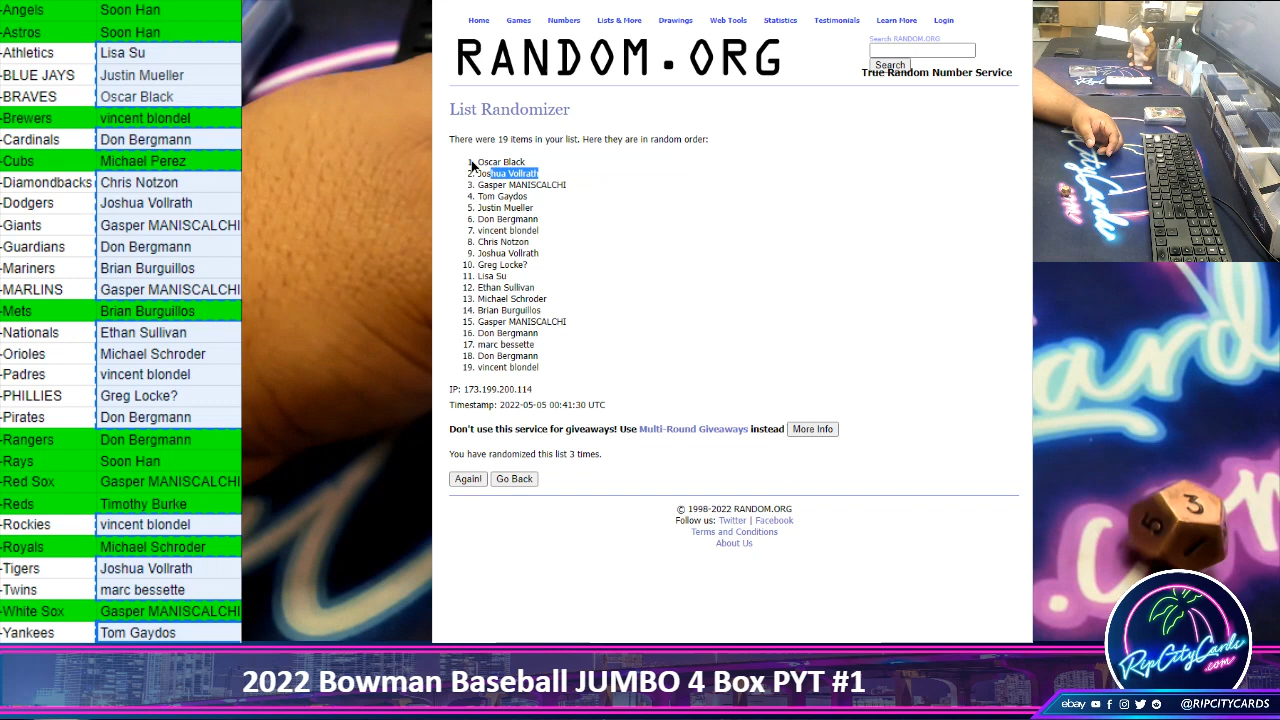 -Angels Soon Han
-Astros Soon Han
-Athletics Lisa Su
-BLUE JAYS Justin Mueller
-BRAVES Oscar Black
-Brewers vincent blondel
-Cardinals Don Bergmann
-Cubs Michael Perez
-Diamondbacks Chris Notzon
-Dodgers Joshua Vollrath
-Giants Gasper MANISCALCHI
-Guardians Don Bergmann
-Mariners Brian Burguillos
-MARLINS Gasper MANISCALCHI
-Mets Brian Burguillos
-Nationals Ethan Sullivan
-Orioles Michael Schroder
-Padres vincent blondel
-PHILLIES Greg Locke?
-Pirates Don Bergmann
-Rangers Don Bergmann
-Rays Soon Han
-Red Sox Gasper MANISCALCHI
-Reds Timothy Burke
-Rockies vincent blondel
-Royals Michael Schroder
-Tigers Joshua Vollrath
-Twins marc bessette
-White Sox Gasper MANISCALCHI
-Yankees Tom Gaydos
Home Games Numbers Lists & More Drawings Web Tools Statistics Testimonials Learn More Login
RANDOM.ORG
Search RANDOM.ORG
Search
True Random Number Service
List Randomizer
There were 19 items in your list. Here they are in random order:
1. Oscar Black
2. Joshua Vollrath
3. Gasper MANISCALCHI
4. Tom Gaydos
5. Justin Mueller
6. Don Bergmann
7. vincent blondel
8. Chris Notzon
9. Joshua Vollrath
10. Greg Locke?
11. Lisa Su
12. Ethan Sullivan
13. Michael Schroder
14. Brian Burguillos
15. Gasper MANISCALCHI
16. Don Bergmann
17. marc bessette
18. Don Bergmann
19. vincent blondel
IP: 173.199.200.114
Timestamp: 2022-05-05 00:41:30 UTC
Don't use this service for giveaways! Use Multi-Round Giveaways instead More Info
You have randomized this list 3 times.
Again! Go Back
© 1998-2022 RANDOM.ORG
Follow us: Twitter | Facebook
Terms and Conditions
About Us
3
5
RipCityCards
.com
2022 Bowman Baseball JUMBO 4 Box PYT #1
ebay @RIPCITYCARDS